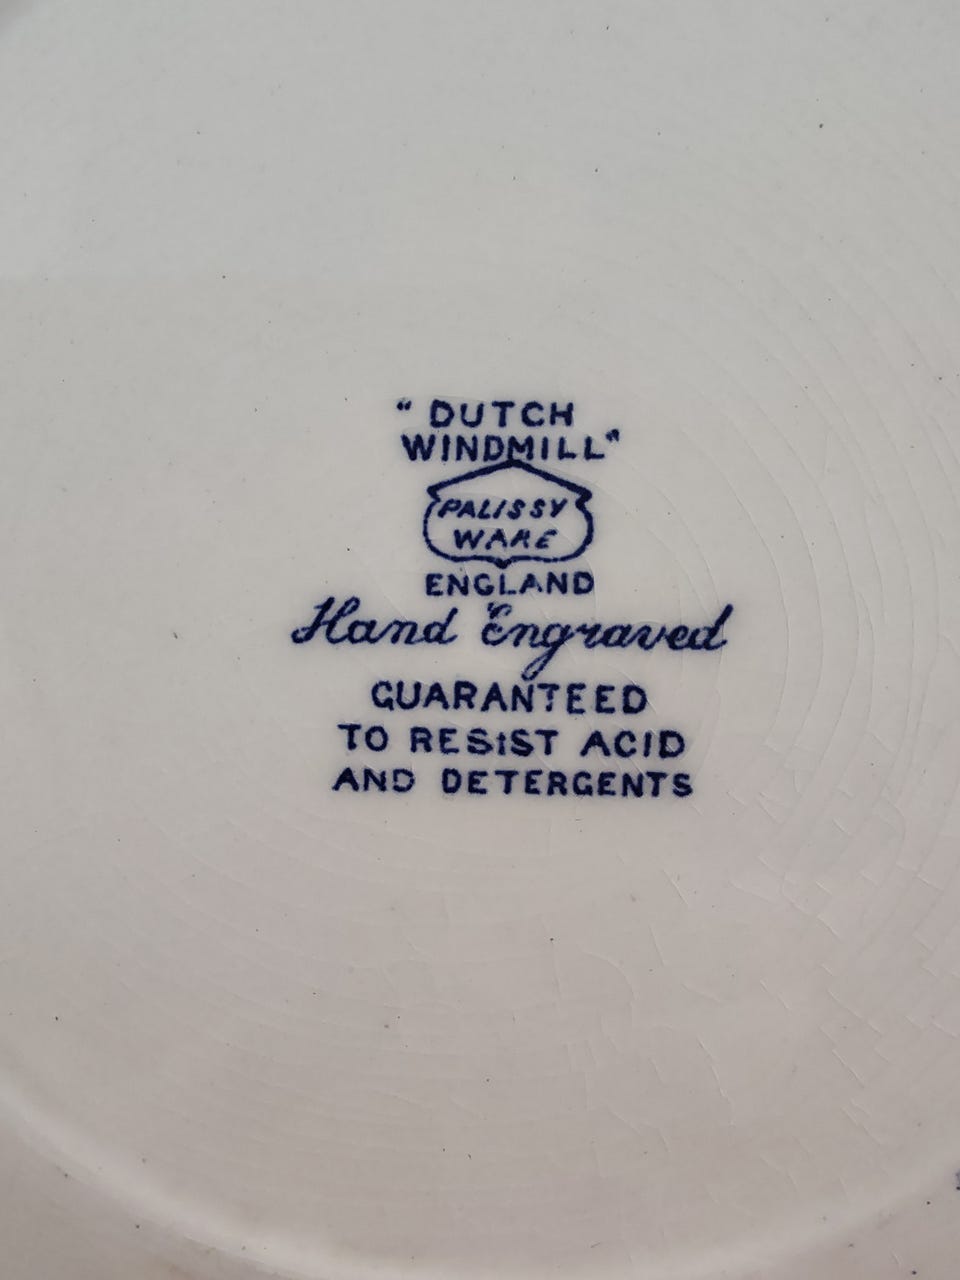 "DUTCH
WINDMILL"
PALISSY
WARE
ENGLAND
Hand Engraved
GUARANTEED
TO RESiST ACID
AND DETERGENTS